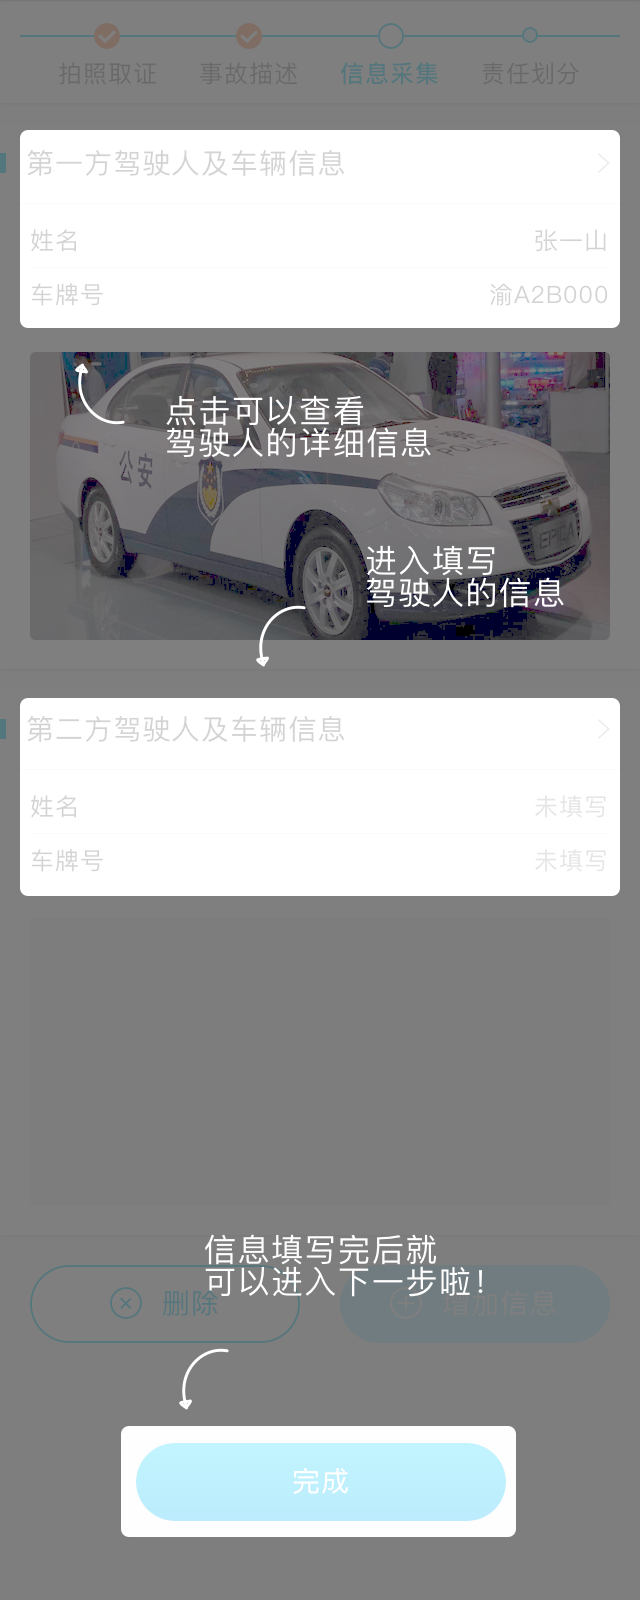 拍照取证 事故描述 信息采集 责任划分
第一方驾驶人及车辆信息
姓名 张一山
车牌号 渝A2B000
点击可以查看
驾驶人的详细信息
公安
POLICE
EPICA
进入填写
驾驶人的信息
第二方驾驶人及车辆信息
姓名 未填写
车牌号 未填写
信息填写完后就
可以进入下一步啦！
删除 增加信息
完成